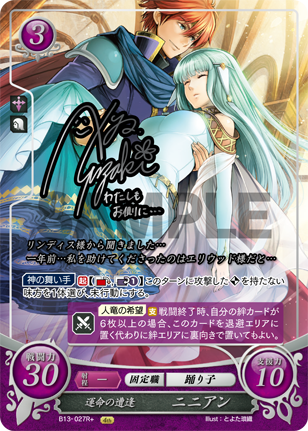 3
わたしも
お供りに…
SAMPLE
リンディス様から聞きました…
一年前…私を助けてくださったのはエリウッド様だと…
神の舞い手 起 【 , 1】このターンに攻撃した を持たない
味方を1体選び、未行動にする。
人竜の希望 支 戦闘終了時、自分の絆カードが
6枚以上の場合、このカードを退避エリアに
置く代わりに絆エリアに裏向きで置いてもよい。
戦闘力
30
射程 — 固定職 踊り子
支援力
10
運命の邂逅 ニニアン
B13-027R+ Illust：とよた瑣織